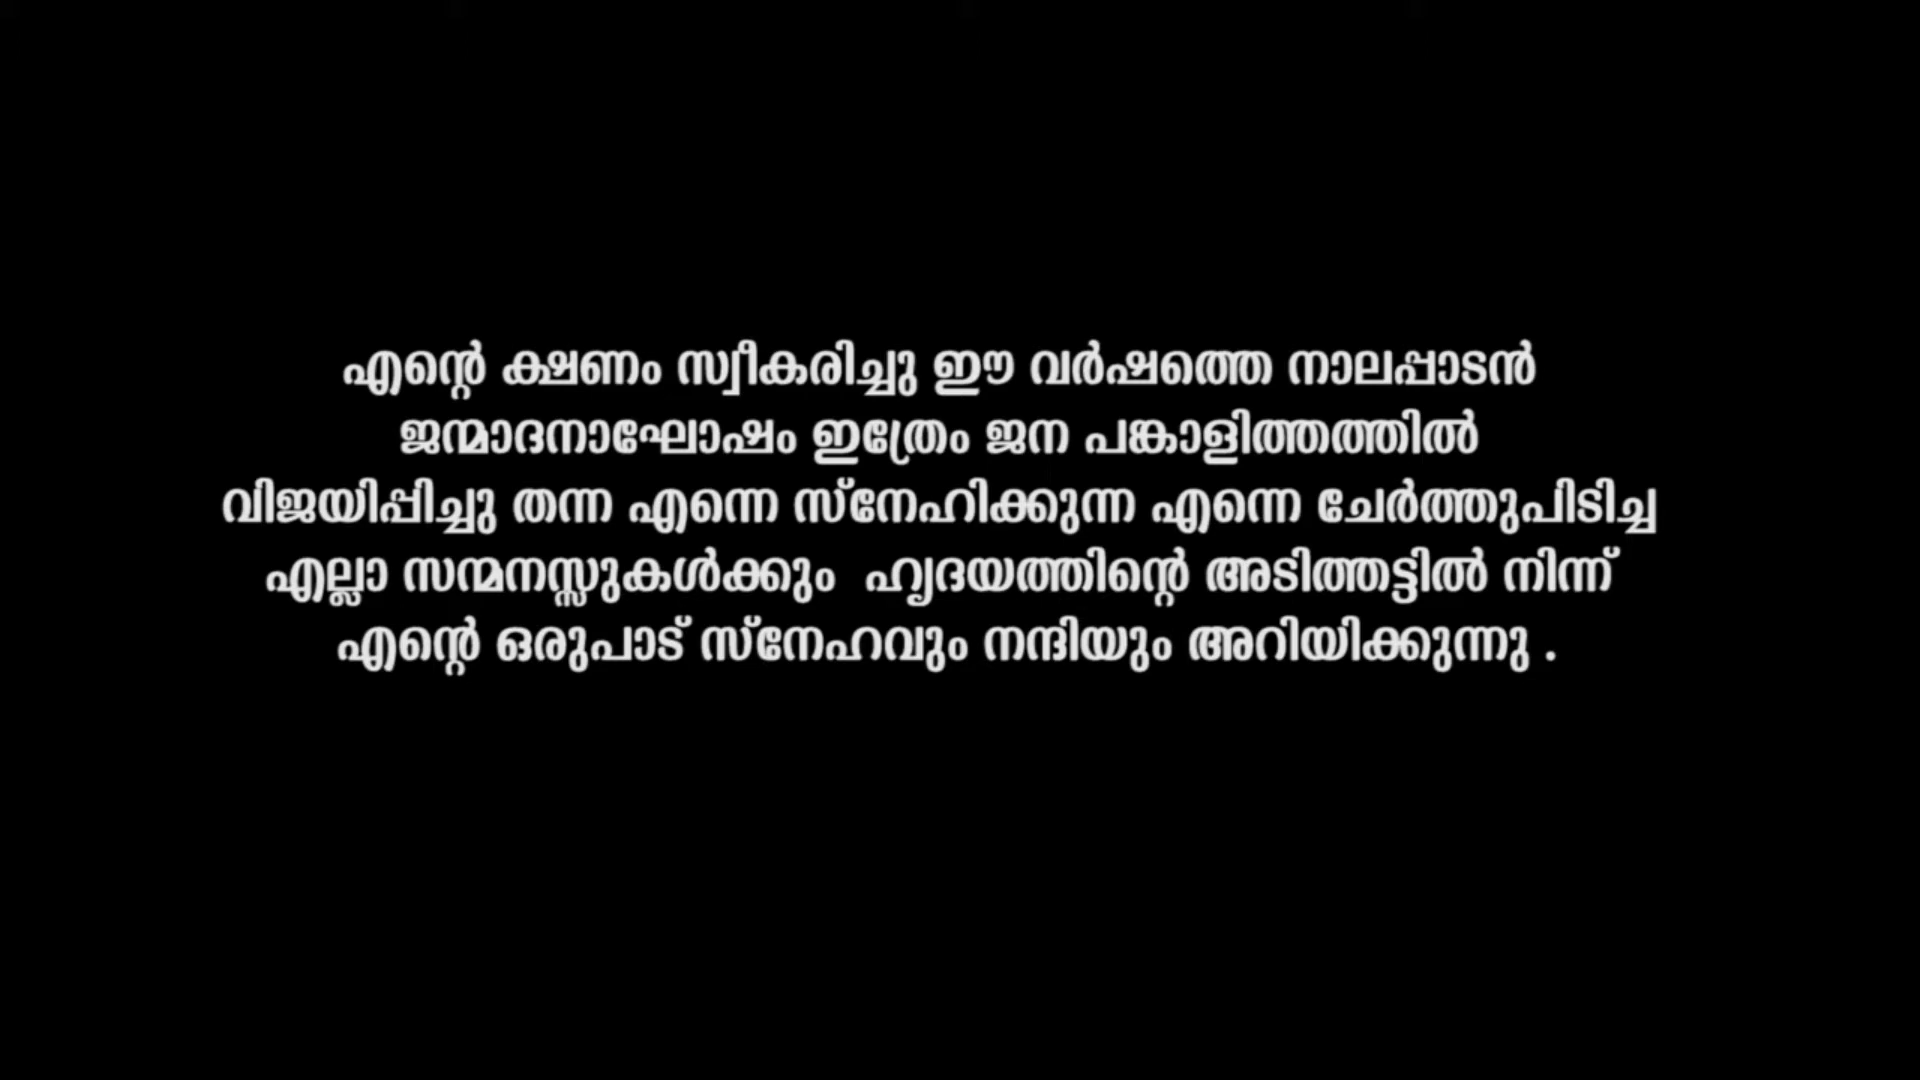 എന്റെ ക്ഷണം സ്വീകരിച്ചു ഈ വർഷത്തെ നാലപ്പാടൻ
ജന്മാദനാഘോഷം ഇത്രേം ജന പങ്കാളിത്തത്തിൽ
വിജയിപ്പിച്ചു തന്ന എന്നെ സ്നേഹിക്കുന്ന എന്നെ ചേർത്തുപിടിച്ച
എല്ലാ സന്മനസ്സുകൾക്കും ഹൃദയത്തിന്റെ അടിത്തട്ടിൽ നിന്ന്
എന്റെ ഒരുപാട് സ്നേഹവും നന്ദിയും അറിയിക്കുന്നു .